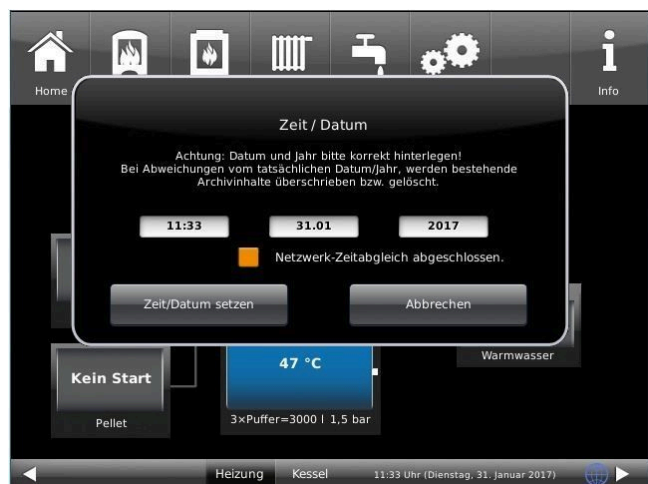 Home
Info
Zeit / Datum
Achtung: Datum und Jahr bitte korrekt hinterlegen!
Bei Abweichungen vom tatsächlichen Datum/Jahr, werden bestehende
Archivinhalte überschrieben bzw. gelöscht.
11:33
31.01
2017
Netzwerk-Zeitabgleich abgeschlossen.
Zeit/Datum setzen
Abbrechen
Warmwasser
47 °C
Kein Start
Pellet
3×Puffer=3000 l 1,5 bar
Heizung
Kessel
11:33 Uhr (Dienstag, 31. Januar 2017)